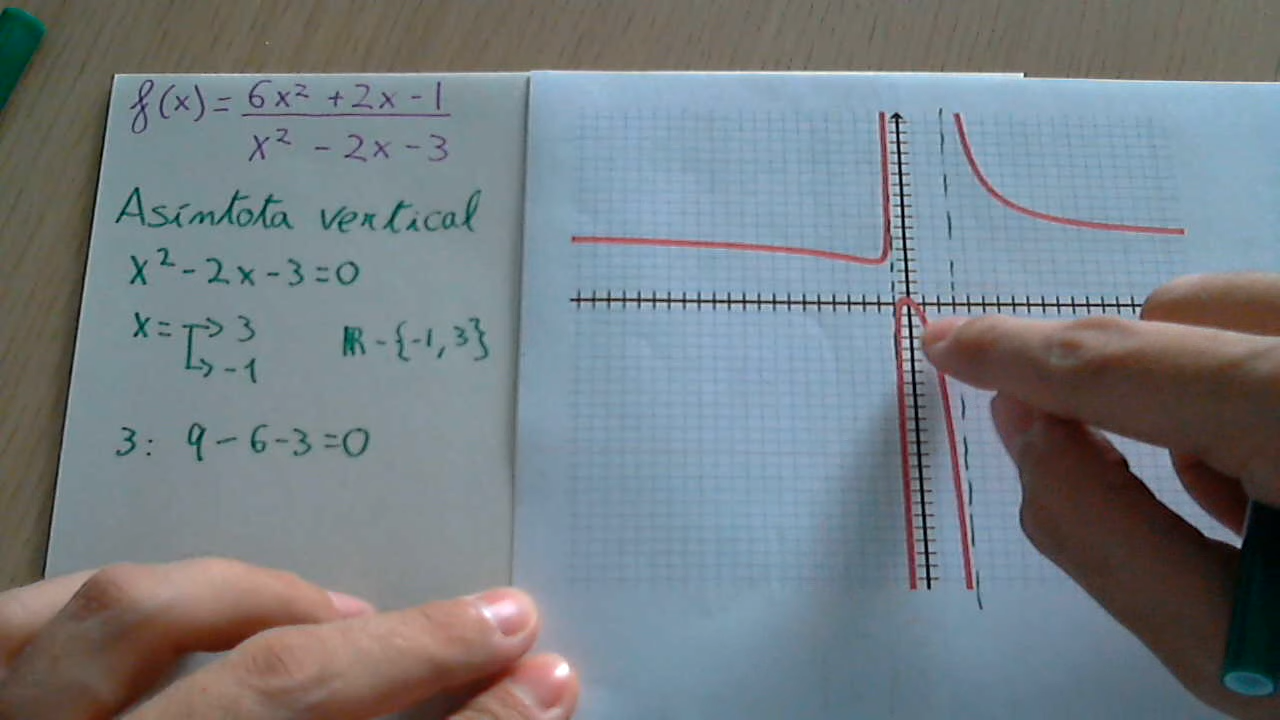 f(x) = 6x² + 2x - 1
x² - 2x - 3
Asíntota vertical
x² - 2x - 3 = 0
x = → 3
↳ -1
ℝ - {-1, 3}
3: 9 - 6 - 3 = 0